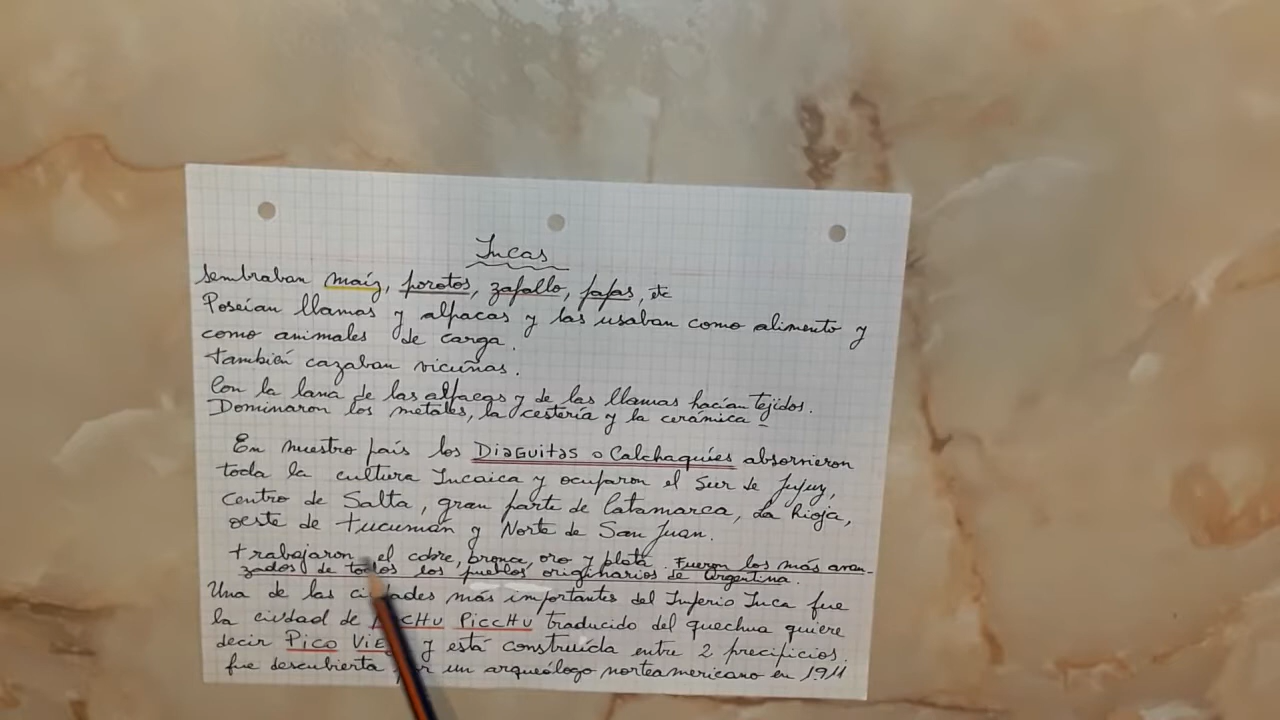 Incas
Sembraban maíz, porotos, zapallo, papas, etc
Poseían llamas y alpacas y las usaban como alimento y
como animales de carga.
También cazaban vicuñas.
Con la lana de las alpacas y de las llamas hacían tejidos.
Dominaron los metales, la cestería y la cerámica
En nuestro país los Diaguitas o Calchaquíes absorvieron
toda la cultura Incaica y ocuparon el Sur de Jujuy,
centro de Salta, gran parte de Catamarca, La Rioja,
oeste de Tucumán y Norte de San Juan.
Trabajaron el cobre, bronce, oro y plata. Fueron los más avan-
zados de todos los pueblos originarios de Argentina.
Una de las ciudades más importantes del Imperio Inca fue
la ciudad de PICCHU traducido del quechua quiere
decir Pico y está construída entre 2 precipicios.
fue descubierta por un arqueólogo norteamericano en 1911